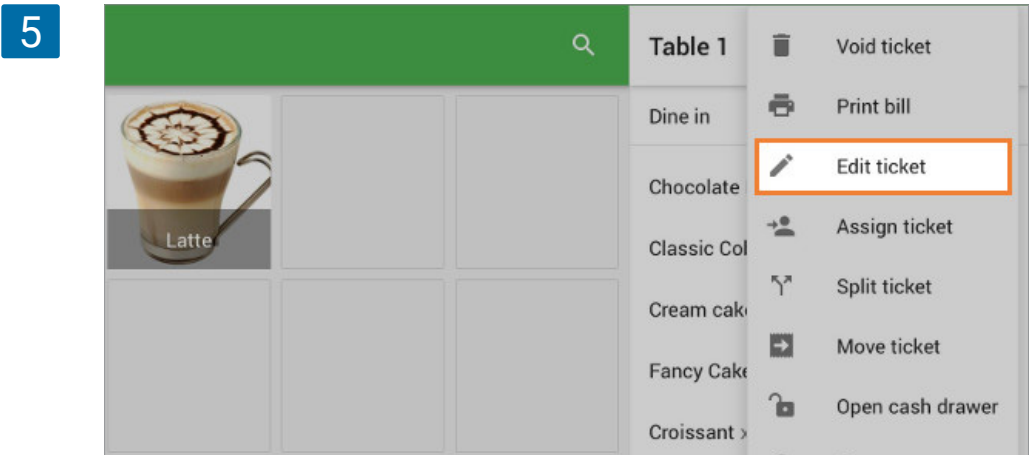 5
Table 1
Dine in
Latte
Chocolate
Classic Col
Cream cak
Fancy Cake
Croissant x
Void ticket
Print bill
Edit ticket
Assign ticket
Split ticket
Move ticket
Open cash drawer